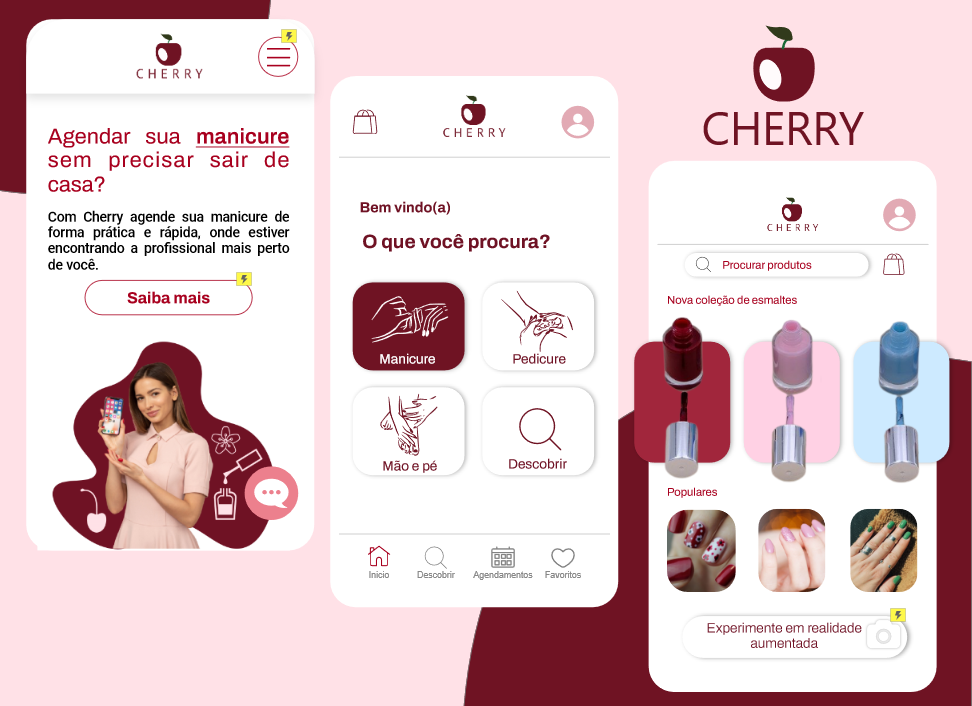 CHERRY
Agendar sua manicure
sem precisar sair de
casa?
Com Cherry agende sua manicure de
forma prática e rápida, onde estiver
encontrando a profissional mais perto
de você.
Saiba mais
CHERRY
Bem vindo(a)
O que você procura?
Manicure
Pedicure
Mão e pé
Descobrir
Inicio
Descobrir
Agendamentos
Favoritos
CHERRY
CHERRY
Procurar produtos
Nova coleção de esmaltes
Populares
Experimente em realidade
aumentada